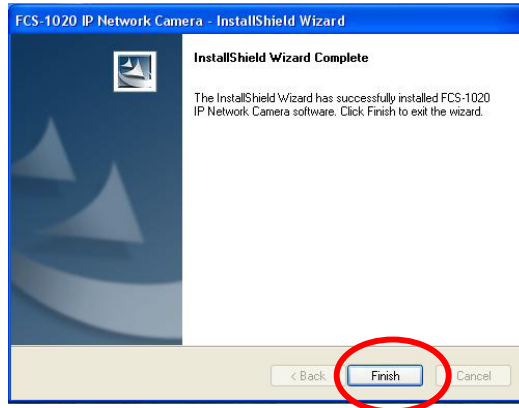 FCS-1020 IP Network Camera - InstallShield Wizard
InstallShield Wizard Complete
The InstallShield Wizard has successfully installed FCS-1020
IP Network Camera software. Click Finish to exit the wizard.
< Back
Finish
Cancel